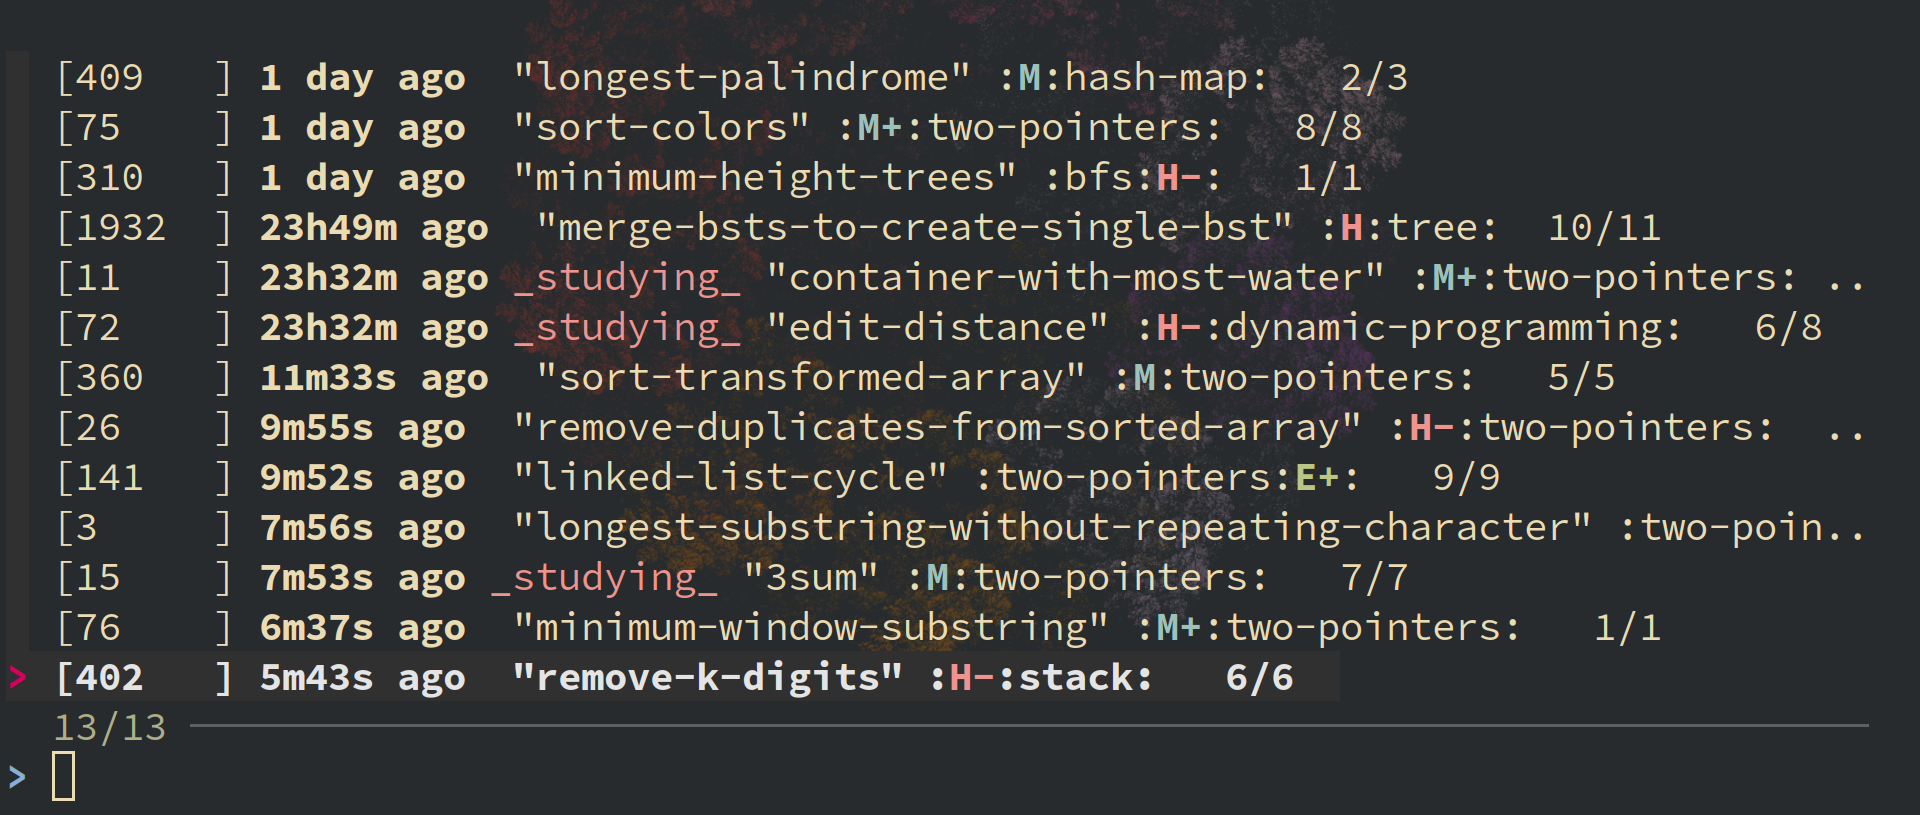 [409   ] 1 day ago  "longest-palindrome" :M:hash-map:   2/3
[75    ] 1 day ago  "sort-colors" :M+:two-pointers:   8/8
[310   ] 1 day ago  "minimum-height-trees" :bfs:H-:   1/1
[1932  ] 23h49m ago  "merge-bsts-to-create-single-bst" :H:tree:  10/11
[11    ] 23h32m ago _studying_ "container-with-most-water" :M+:two-pointers: ..
[72    ] 23h32m ago _studying_ "edit-distance" :H-:dynamic-programming:   6/8
[360   ] 11m33s ago  "sort-transformed-array" :M:two-pointers:   5/5
[26    ] 9m55s ago  "remove-duplicates-from-sorted-array" :H-:two-pointers:  ..
[141   ] 9m52s ago  "linked-list-cycle" :two-pointers:E+:   9/9
[3     ] 7m56s ago  "longest-substring-without-repeating-character" :two-poin..
[15    ] 7m53s ago _studying_ "3sum" :M:two-pointers:   7/7
[76    ] 6m37s ago  "minimum-window-substring" :M+:two-pointers:   1/1
> [402   ] 5m43s ago  "remove-k-digits" :H-:stack:   6/6
13/13
>